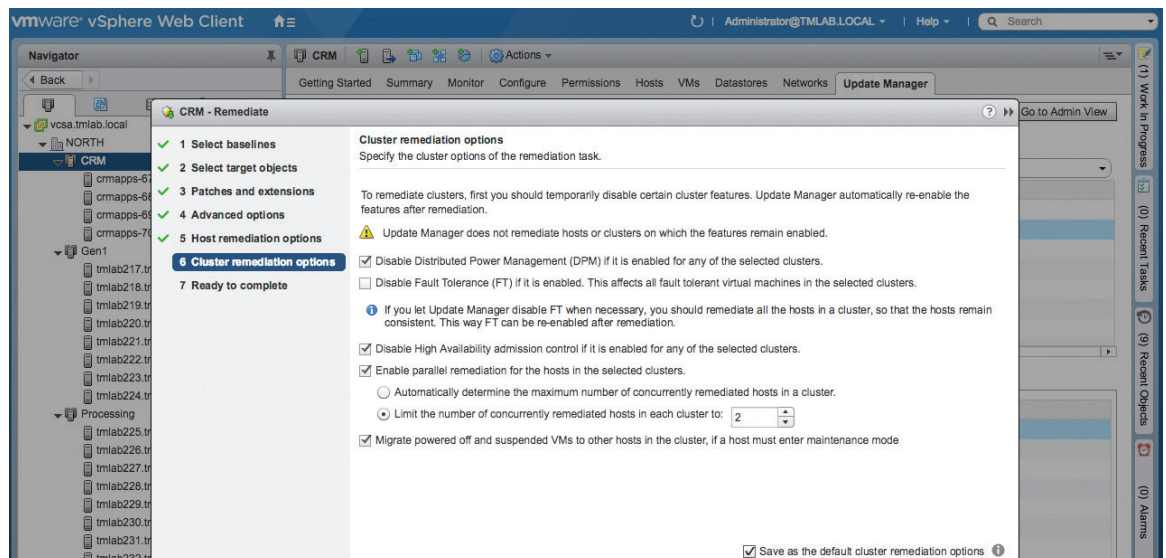 vmware® vSphere Web Client
Administrator@TMLAB.LOCAL
Help
Search
Navigator
Back
vcsa.tmlab.local
NORTH
CRM
crmapps-67
crmapps-68
crmapps-69
crmapps-70
Gen1
tmlab217.tr
tmlab218.tr
tmlab219.tr
tmlab220.tr
tmlab221.tr
tmlab222.tr
tmlab223.tr
tmlab224.tr
Processing
tmlab225.tr
tmlab226.tr
tmlab227.tr
tmlab228.tr
tmlab229.tr
tmlab230.tr
tmlab231.tr
CRM
Actions
Getting Started Summary Monitor Configure Permissions Hosts VMs Datastores Networks Update Manager
Go to Admin View
CRM - Remediate
1 Select baselines
2 Select target objects
3 Patches and extensions
4 Advanced options
5 Host remediation options
6 Cluster remediation options
7 Ready to complete
Cluster remediation options
Specify the cluster options of the remediation task.
To remediate clusters, first you should temporarily disable certain cluster features. Update Manager automatically re-enable the
features after remediation.
Update Manager does not remediate hosts or clusters on which the features remain enabled.
Disable Distributed Power Management (DPM) if it is enabled for any of the selected clusters.
Disable Fault Tolerance (FT) if it is enabled. This affects all fault tolerant virtual machines in the selected clusters.
If you let Update Manager disable FT when necessary, you should remediate all the hosts in a cluster, so that the hosts remain
consistent. This way FT can be re-enabled after remediation.
Disable High Availability admission control if it is enabled for any of the selected clusters.
Enable parallel remediation for the hosts in the selected clusters.
Automatically determine the maximum number of concurrently remediated hosts in a cluster.
Limit the number of concurrently remediated hosts in each cluster to: 2
Migrate powered off and suspended VMs to other hosts in the cluster, if a host must enter maintenance mode
Save as the default cluster remediation options
(1) Work In Progress
(0) Recent Tasks
(9) Recent Objects
(0) Alarms